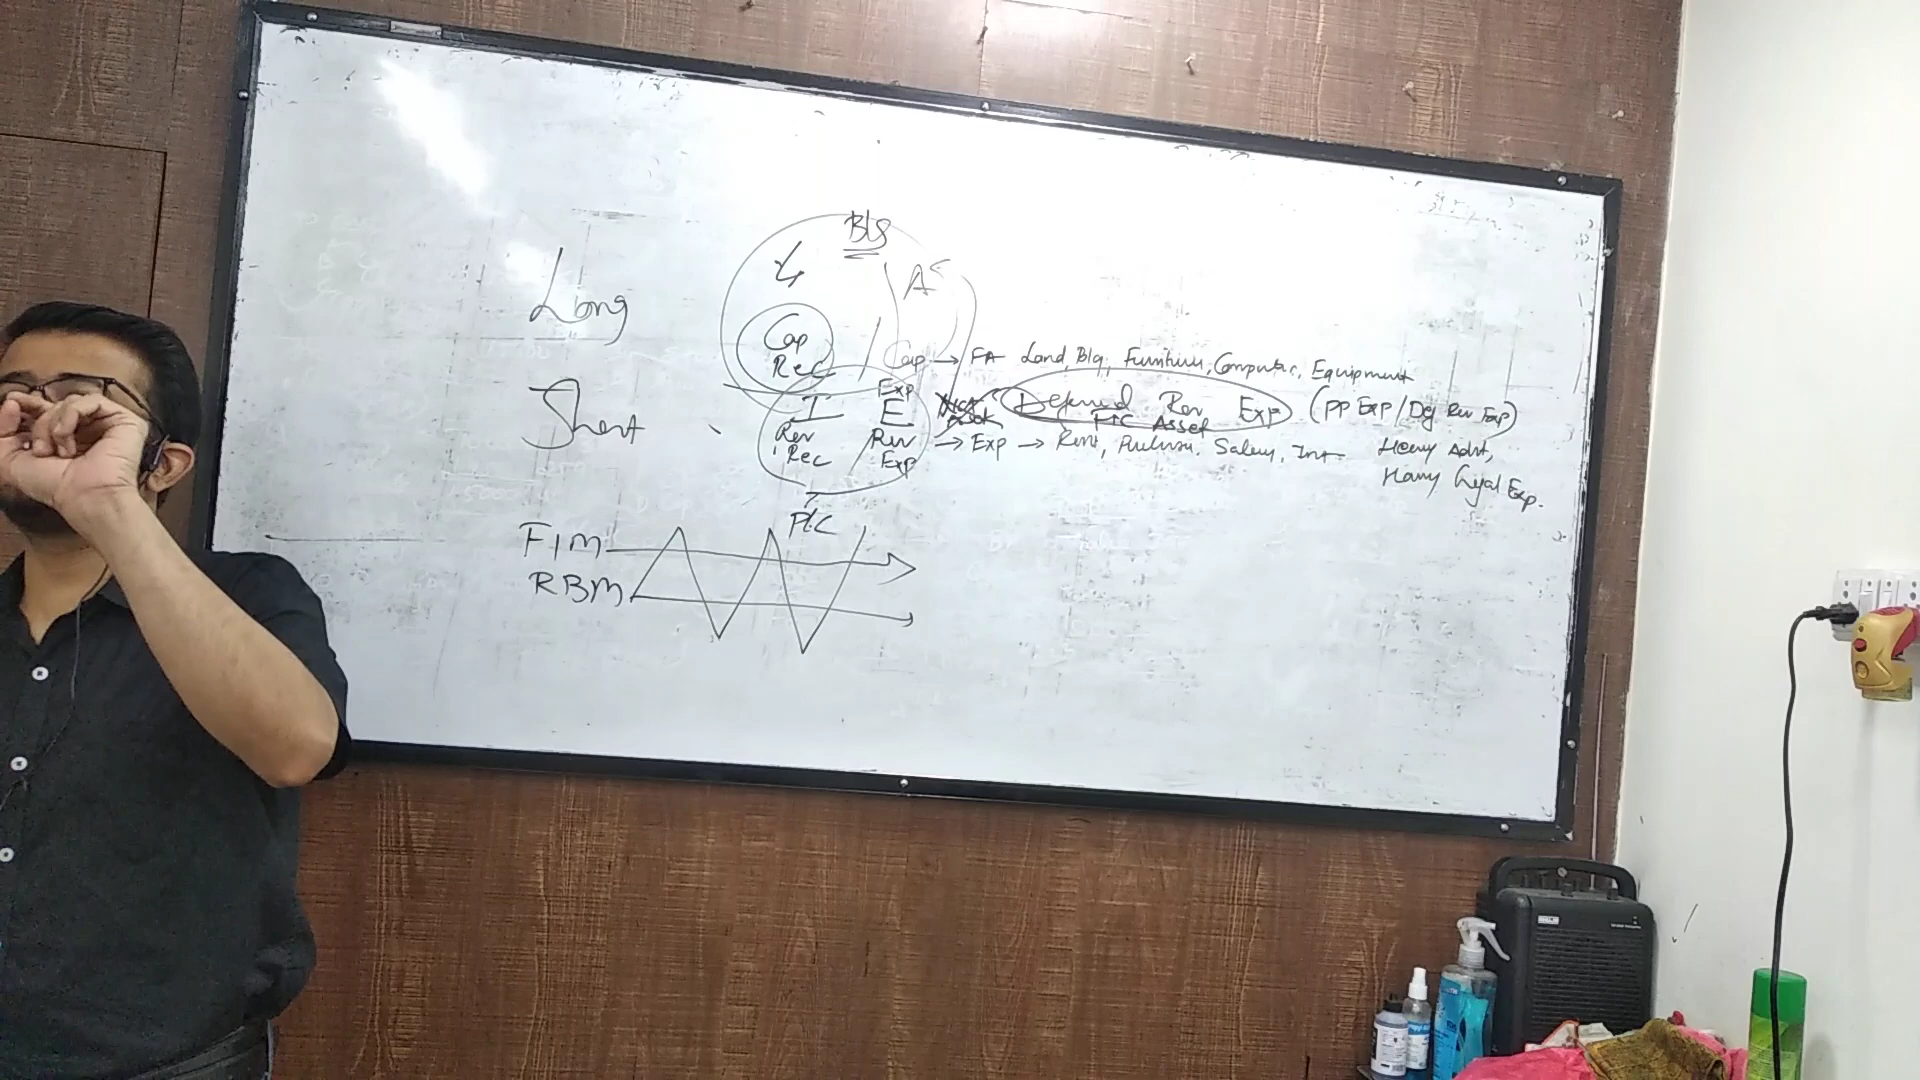 B/s
L A
Long
Cap Cap → FA Land, Blg, Furniture, Computer, Equipment
Rec Exp
Short I E Deferred Rev Exp (PP Exp/Def Rev Exp)
FIC Asset
Rev Rev → Exp → Rent, Salary, Int Heavy Advt,
Rec Exp Heavy Legal Exp.
P/L
FIM
RBM